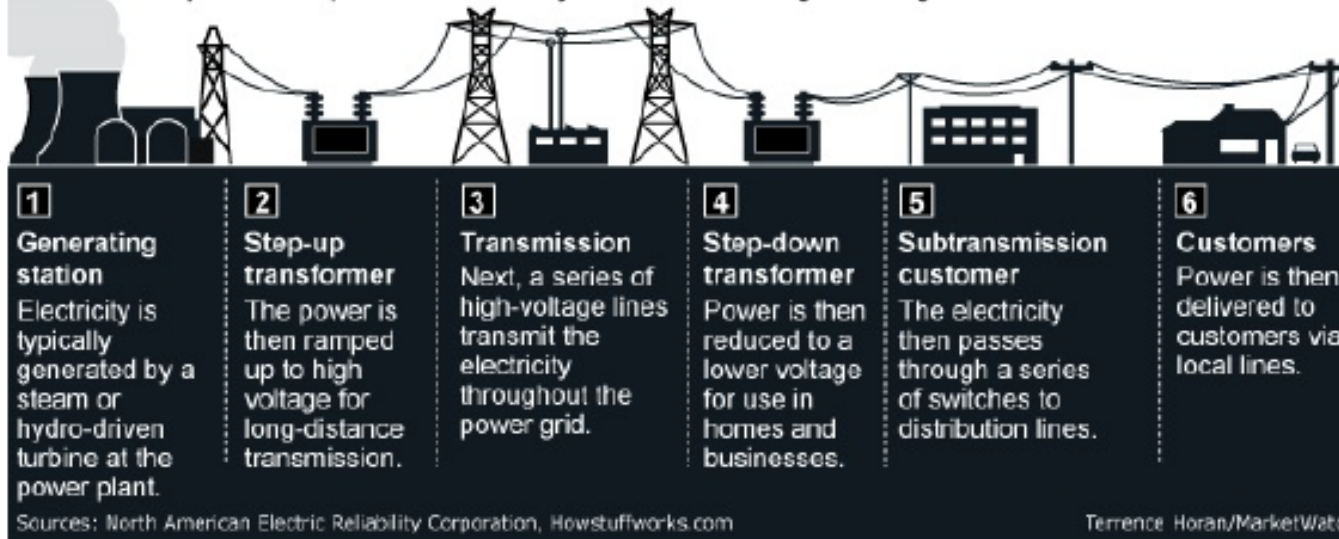 1
Generating
station
Electricity is
typically
generated by a
steam or
hydro-driven
turbine at the
power plant.
2
Step-up
transformer
The power is
then ramped
up to high
voltage for
long-distance
transmission.
3
Transmission
Next, a series of
high-voltage lines
transmit the
electricity
throughout the
power grid.
4
Step-down
transformer
Power is then
reduced to a
lower voltage
for use in
homes and
businesses.
5
Subtransmission
customer
The electricity
then passes
through a series
of switches to
distribution lines.
6
Customers
Power is then
delivered to
customers via
local lines.
Sources: North American Electric Reliability Corporation, Howstuffworks.com
Terrence Horan/MarketWatc